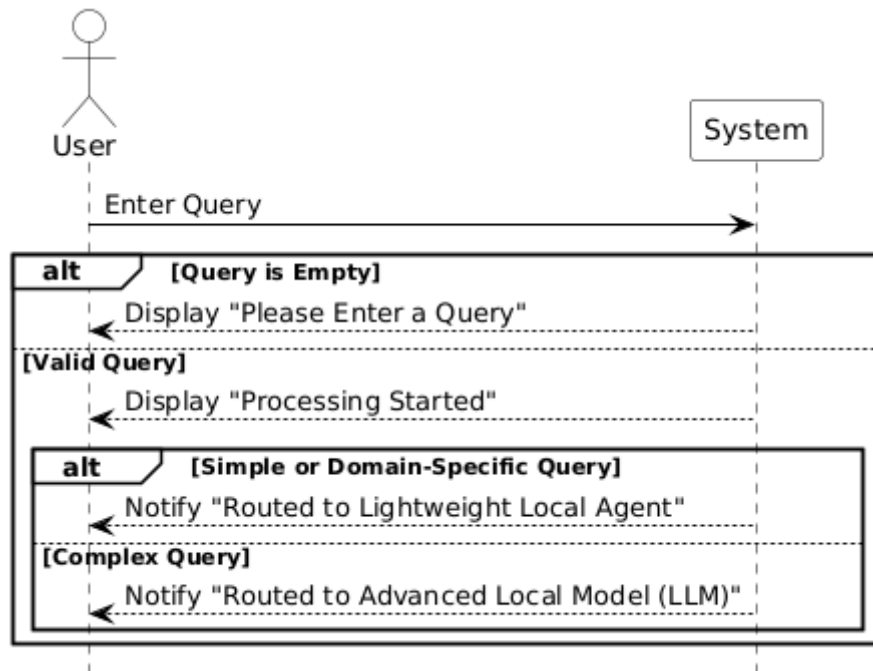 User
System
Enter Query
alt [Query is Empty]
Display "Please Enter a Query"
[Valid Query]
Display "Processing Started"
alt [Simple or Domain-Specific Query]
Notify "Routed to Lightweight Local Agent"
[Complex Query]
Notify "Routed to Advanced Local Model (LLM)"